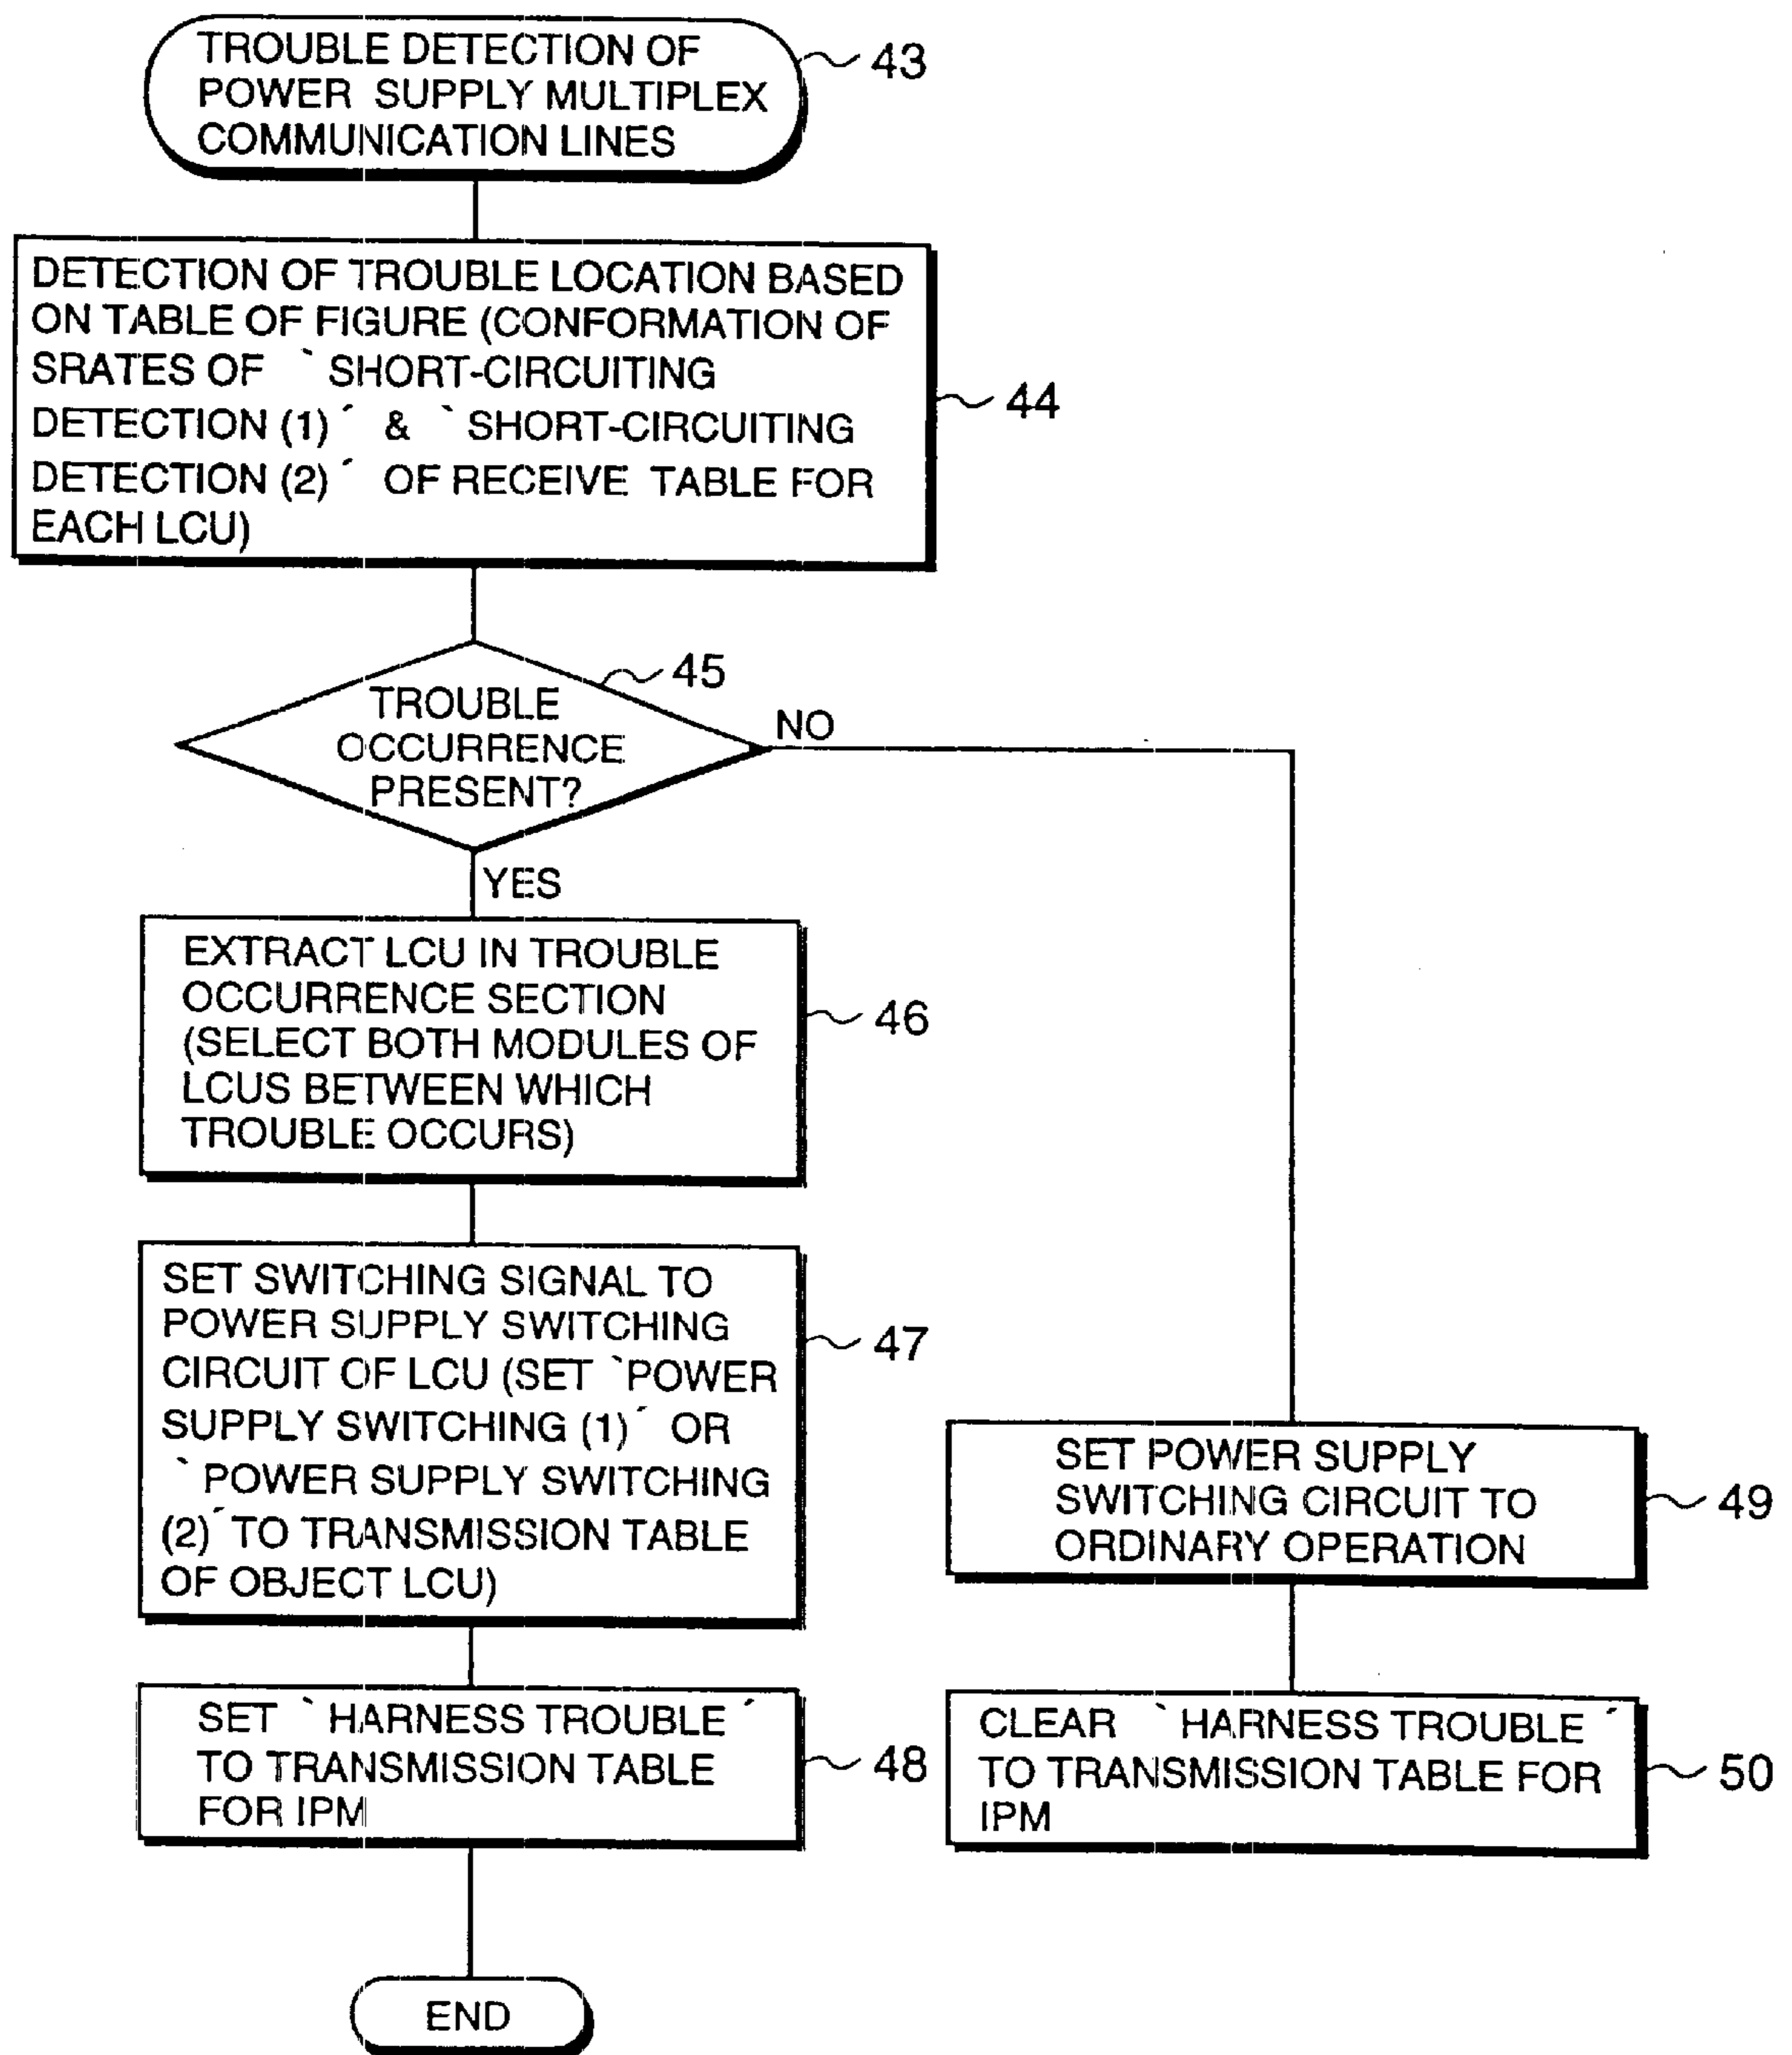 TROUBLE DETECTION OF
POWER SUPPLY MULTIPLEX
COMMUNICATION LINES
43
DETECTION OF TROUBLE LOCATION BASED
ON TABLE OF FIGURE (CONFORMATION OF
SRATES OF `SHORT-CIRCUITING
DETECTION (1)´ & `SHORT-CIRCUITING
DETECTION (2)´ OF RECEIVE TABLE FOR
EACH LCU)
44
45
TROUBLE
OCCURRENCE
PRESENT?
NO
YES
EXTRACT LCU IN TROUBLE
OCCURRENCE SECTION
(SELECT BOTH MODULES OF
LCUS BETWEEN WHICH
TROUBLE OCCURS)
46
SET SWITCHING SIGNAL TO
POWER SUPPLY SWITCHING
CIRCUIT OF LCU (SET `POWER
SUPPLY SWITCHING (1)´ OR
`POWER SUPPLY SWITCHING
(2)´ TO TRANSMISSION TABLE
OF OBJECT LCU)
47
SET POWER SUPPLY
SWITCHING CIRCUIT TO
ORDINARY OPERATION
49
SET `HARNESS TROUBLE´
TO TRANSMISSION TABLE
FOR IPM
48
CLEAR `HARNESS TROUBLE´
TO TRANSMISSION TABLE FOR
IPM
50
END